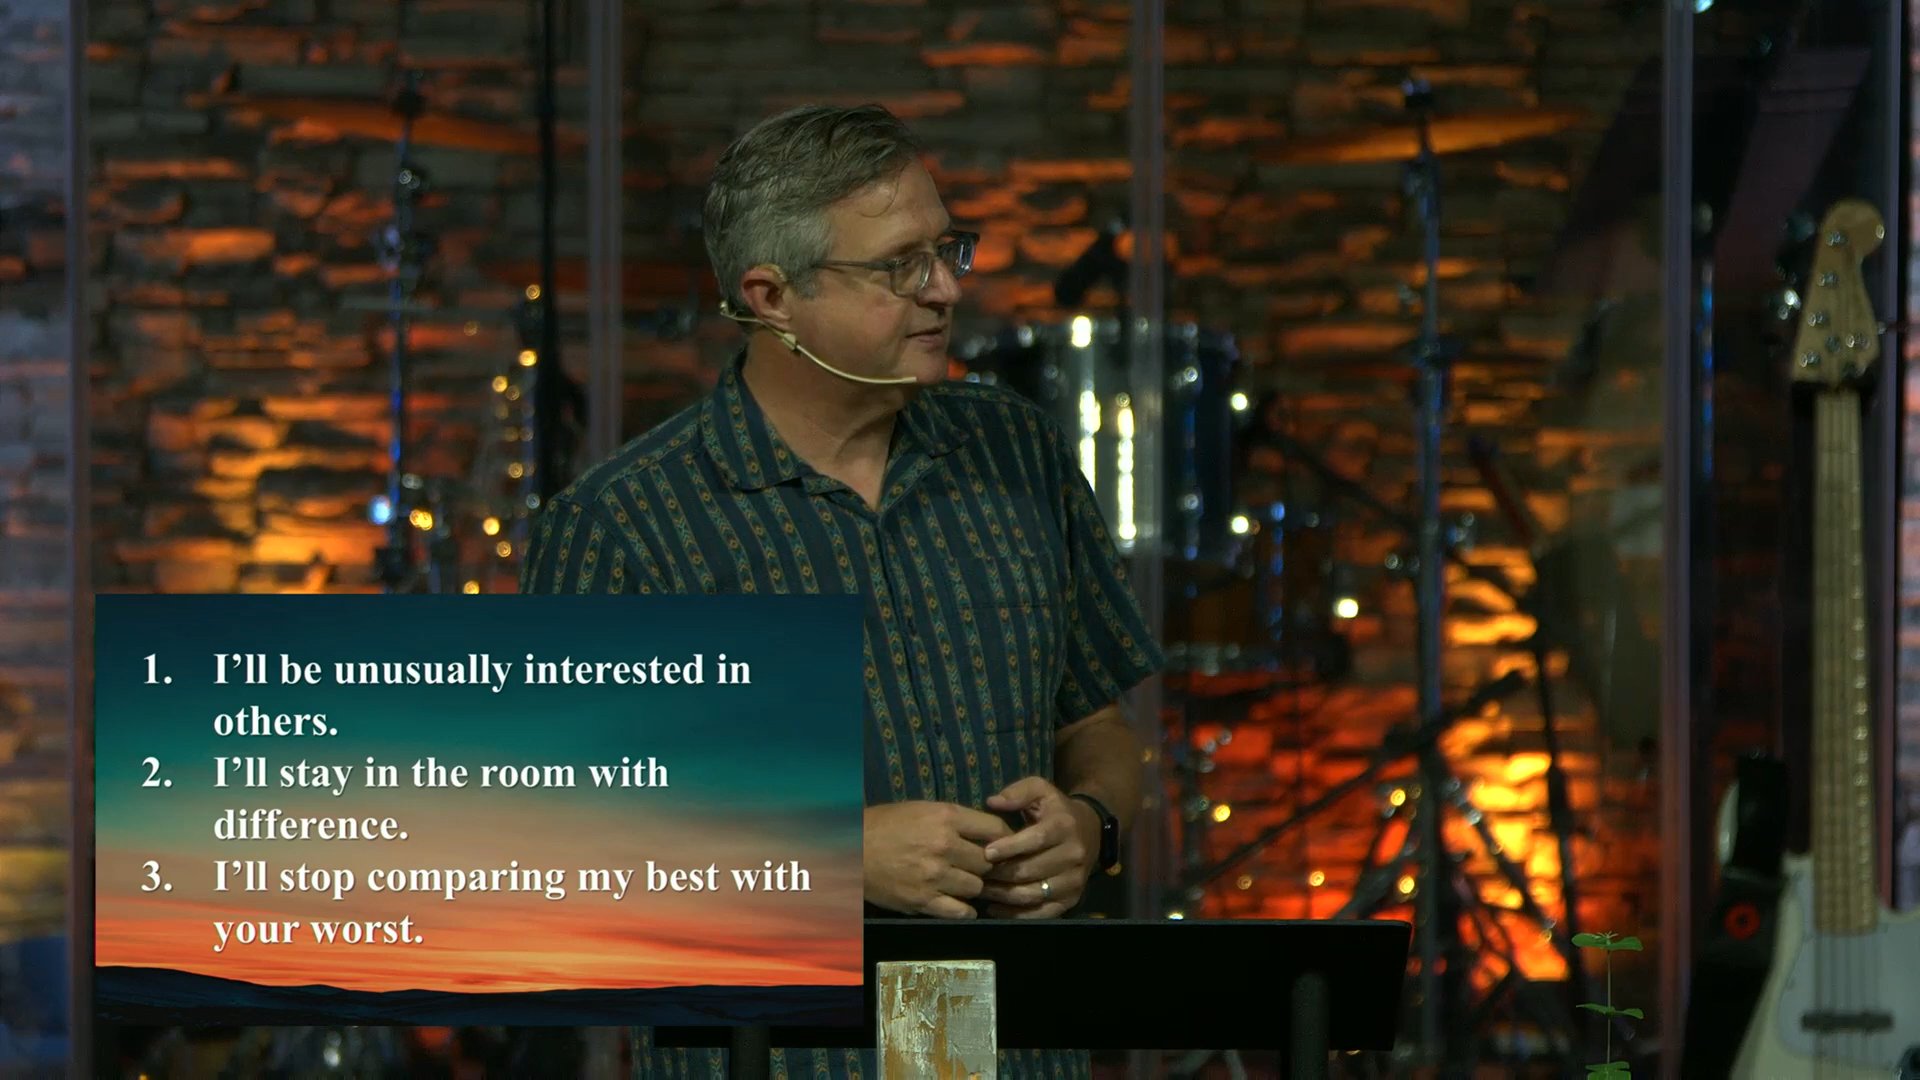 1. I’ll be unusually interested in
others.
2. I’ll stay in the room with
difference.
3. I’ll stop comparing my best with
your worst.